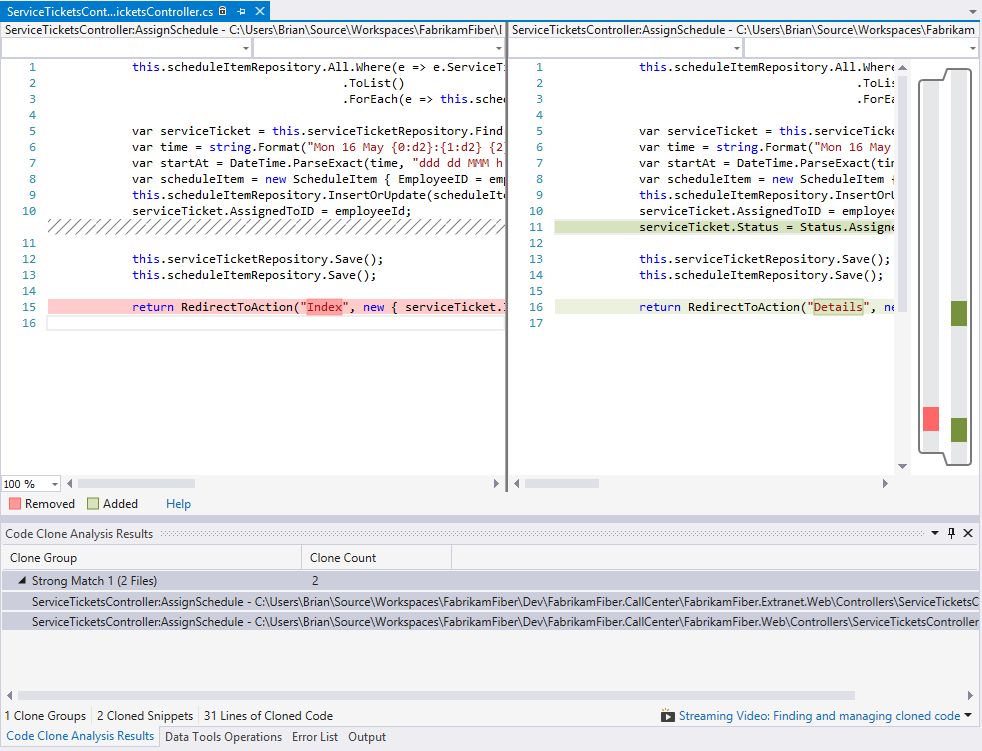 ServiceTicketsCont...icketsController.cs
ServiceTicketsController:AssignSchedule - C:\Users\Brian\Source\Workspaces\FabrikamFiber\
1 this.scheduleItemRepository.All.Where(e => e.ServiceTi
2 .ToList()
3 .ForEach(e => this.sched
4
5 var serviceTicket = this.serviceTicketRepository.Find
6 var time = string.Format("Mon 16 May {0:d2}:{1:d2} {2
7 var startAt = DateTime.ParseExact(time, "ddd dd MMM h
8 var scheduleItem = new ScheduleItem { EmployeeID = emp
9 this.scheduleItemRepository.InsertOrUpdate(scheduleIte
10 serviceTicket.AssignedToID = employeeId;
11
12 this.serviceTicketRepository.Save();
13 this.scheduleItemRepository.Save();
14
15 return RedirectToAction("Index", new { serviceTicket.I
16
ServiceTicketsController:AssignSchedule - C:\Users\Brian\Source\Workspaces\Fabrikam
1 this.scheduleItemRepository.All.Where
2 .ToLis
3 .ForEa
4
5 var serviceTicket = this.serviceTicke
6 var time = string.Format("Mon 16 May
7 var startAt = DateTime.ParseExact(tim
8 var scheduleItem = new ScheduleItem {
9 this.scheduleItemRepository.InsertOrU
10 serviceTicket.AssignedToID = employee
11 serviceTicket.Status = Status.Assigne
12
13 this.serviceTicketRepository.Save();
14 this.scheduleItemRepository.Save();
15
16 return RedirectToAction("Details", ne
17
100 %
Removed Added Help
Code Clone Analysis Results
Clone Group Clone Count
Strong Match 1 (2 Files) 2
ServiceTicketsController:AssignSchedule - C:\Users\Brian\Source\Workspaces\FabrikamFiber\Dev\FabrikamFiber.CallCenter\FabrikamFiber.Extranet.Web\Controllers\ServiceTicketsC
ServiceTicketsController:AssignSchedule - C:\Users\Brian\Source\Workspaces\FabrikamFiber\Dev\FabrikamFiber.CallCenter\FabrikamFiber.Web\Controllers\ServiceTicketsController
1 Clone Groups 2 Cloned Snippets 31 Lines of Cloned Code Streaming Video: Finding and managing cloned code
Code Clone Analysis Results Data Tools Operations Error List Output